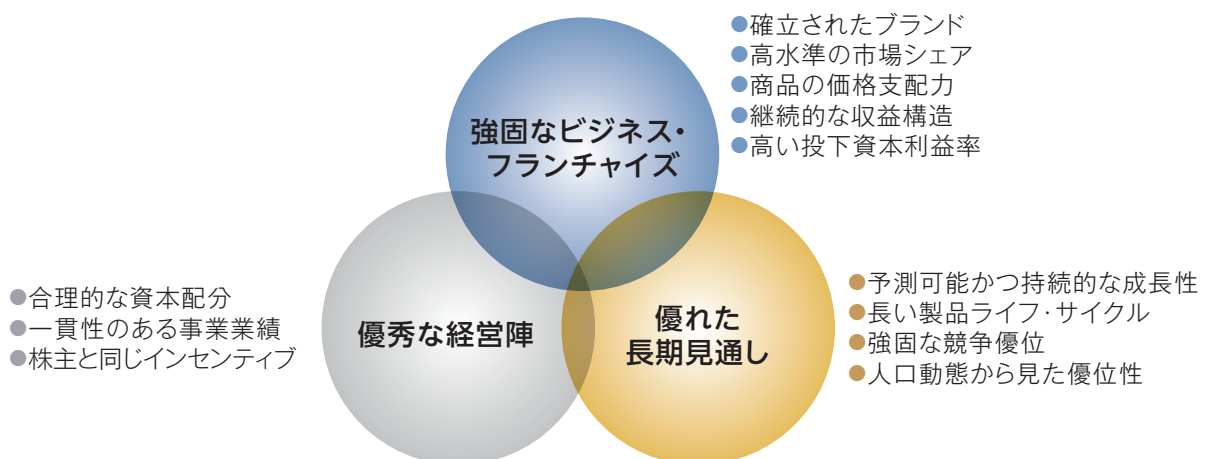 強固なビジネス・
フランチャイズ
●確立されたブランド
●高水準の市場シェア
●商品の価格支配力
●継続的な収益構造
●高い投下資本利益率
優秀な経営陣
●合理的な資本配分
●一貫性のある事業業績
●株主と同じインセンティブ
優れた
長期見通し
●予測可能かつ持続的な成長性
●長い製品ライフ・サイクル
●強固な競争優位
●人口動態から見た優位性